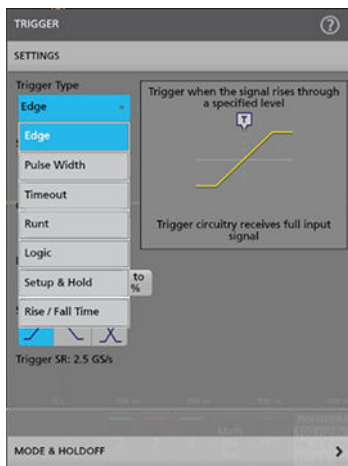 TRIGGER
?
SETTINGS
Trigger Type
Edge
Edge
Pulse Width
Timeout
Runt
Logic
Setup & Hold
Rise / Fall Time
to
%
Trigger SR: 2.5 GS/s
Trigger when the signal rises through
a specified level
T
Trigger circuitry receives full input
signal
MODE & HOLDOFF